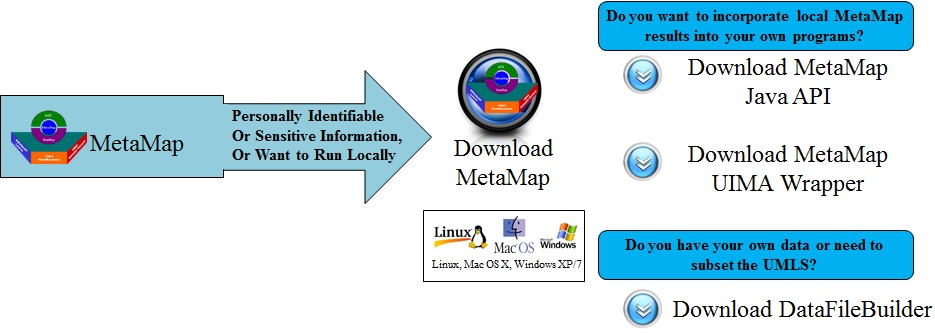 MetaMap
Personally Identifiable
Or Sensitive Information,
Or Want to Run Locally
Download
MetaMap
Linux
Mac OS
Microsoft
Windows
Linux, Mac OS X, Windows XP/7
Do you want to incorporate local MetaMap
results into your own programs?
Download MetaMap
Java API
Download MetaMap
UIMA Wrapper
Do you have your own data or need to
subset the UMLS?
Download DataFileBuilder